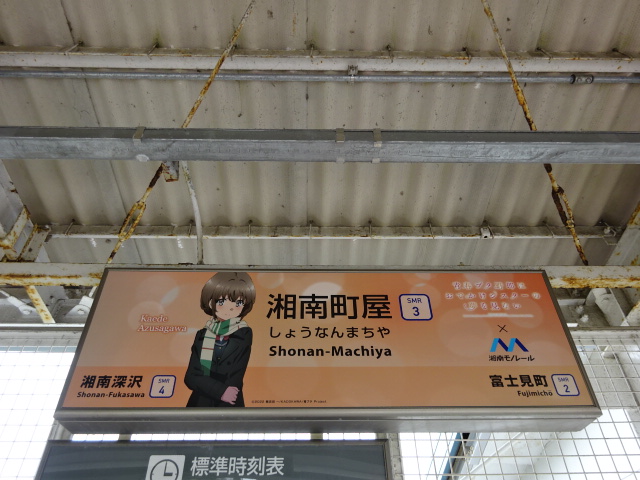 湘南町屋
SMR
3
しょうなんまちや
Shonan-Machiya
Kaede
Azusagawa
湘南深沢
Shonan-Fukasawa
SMR
4
×
湘南モノレール
富士見町
Fujimichō
SMR
2
標準時刻表